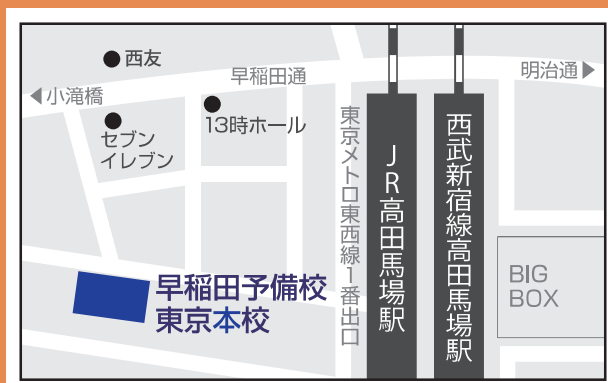 西友
早稲田通
明治通▶
◀小滝橋
13時ホール
セブン
イレブン
東京メトロ東西線1番出口
JR高田馬場駅
西武新宿線高田馬場駅
BIG
BOX
早稲田予備校
東京本校